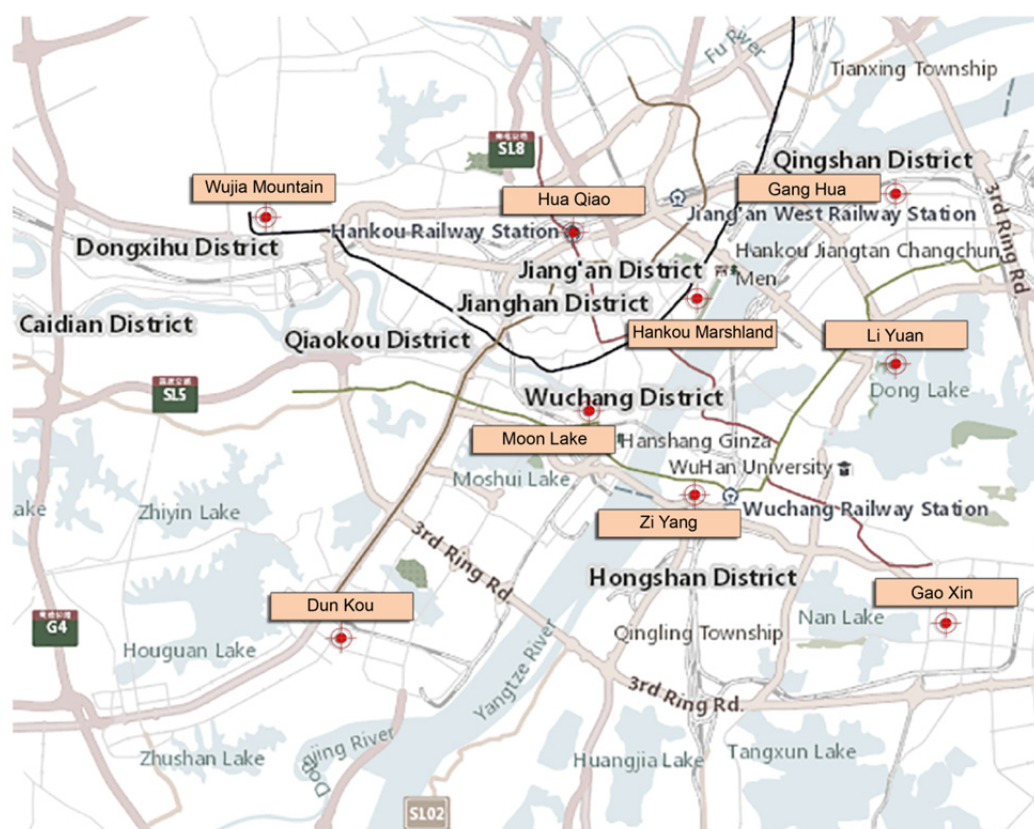 Fu River
Tianxing Township
SL8
Qingshan District
Wujia Mountain
Hua Qiao
Gang Hua
3rd Ring Rd
Jiang'an West Railway Station
Hankou Railway Station
Dongxihu District
Hankou Jiangtan Changchun
Men
Jiang'an District
Jianghan District
Caidian District
Qiaokou District
Hankou Marshland
Li Yuan
SL5
Dong Lake
Wuchang District
Moon Lake
Hanshang Ginza
WuHan University
Moshui Lake
ake
Zhiyin Lake
Wuchang Railway Station
Zi Yang
3rd Ring Rd
Hongshan District
Dun Kou
Gao Xin
G4
Qingling Township
Nan Lake
Houguan Lake
Yangtze River
3rd Ring Rd.
Zhushan Lake
jing River
Huangjia Lake
Tangxun Lake
SL02